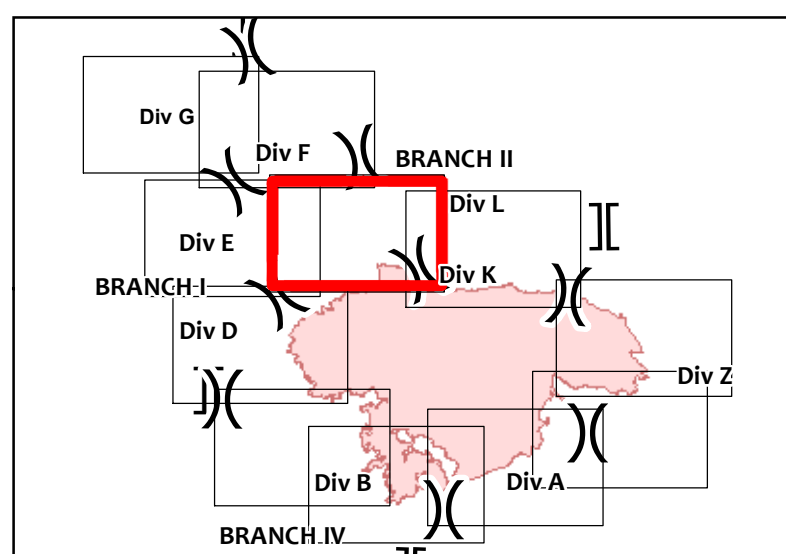 Div G
Div F
BRANCH II
Div L
Div E
Div K
BRANCH I
Div D
Div Z
Div B
Div A
BRANCH IV